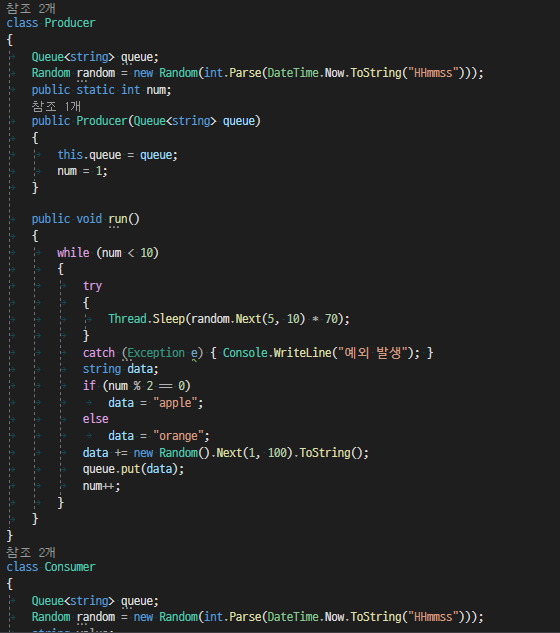 참조 2개
class Producer
{
Queue<string> queue;
Random random = new Random(int.Parse(DateTime.Now.ToString("HHmmss")));
public static int num;
참조 1개
public Producer(Queue<string> queue)
{
this.queue = queue;
num = 1;
}
public void run()
{
while (num < 10)
{
try
{
Thread.Sleep(random.Next(5, 10) * 70);
}
catch (Exception e) { Console.WriteLine("예외 발생"); }
string data;
if (num % 2 == 0)
data = "apple";
else
data = "orange";
data += new Random().Next(1, 100).ToString();
queue.put(data);
num++;
}
}
}
참조 2개
class Consumer
{
Queue<string> queue;
Random random = new Random(int.Parse(DateTime.Now.ToString("HHmmss")));